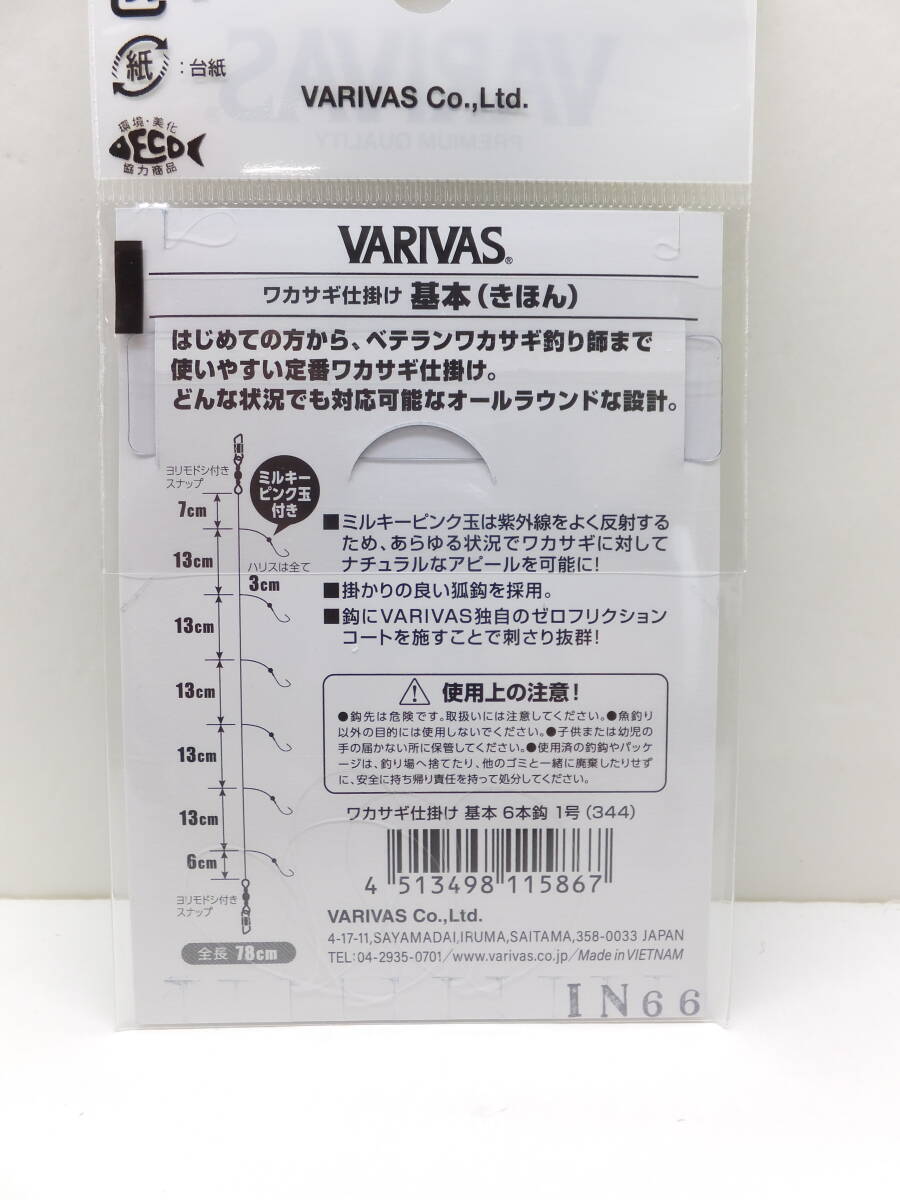 紙
:台紙
VARIVAS Co.,Ltd.
環境・美化
ECO
協力商品
VARIVAS®
ワカサギ仕掛け 基本(きほん)
はじめての方から、ベテランワカサギ釣り師まで
使いやすい定番ワカサギ仕掛け。
どんな状況でも対応可能なオールラウンドな設計。
ヨリモドシ付き
スナップ
ミルキー
ピンク玉
付き
7cm
13cm
ハリスは全て
3cm
13cm
13cm
13cm
13cm
6cm
ヨリモドシ付き
スナップ
全長 78cm
■ミルキーピンク玉は紫外線をよく反射する
ため、あらゆる状況でワカサギに対して
ナチュラルなアピールを可能に!
■掛かりの良い狐鈎を採用。
■鈎にVARIVAS独自のゼロフリクション
コートを施すことで刺さり抜群!
使用上の注意!
●鈎先は危険です。取扱いには注意してください。●魚釣り
以外の目的には使用しないでください。●子供または幼児の
手の届かない所に保管してください。●使用済の釣鈎やパッケ
ージは、釣り場へ捨てたり、他のゴミと一緒に廃棄したりせず
に、安全に持ち帰り責任を持って処分してください。
ワカサギ仕掛け 基本 6本鈎 1号(344)
4 513498 115867
VARIVAS Co.,Ltd.
4-17-11,SAYAMADAI,IRUMA,SAITAMA,358-0033 JAPAN
TEL:04-2935-0701/www.varivas.co.jp/Made in VIETNAM
IN66